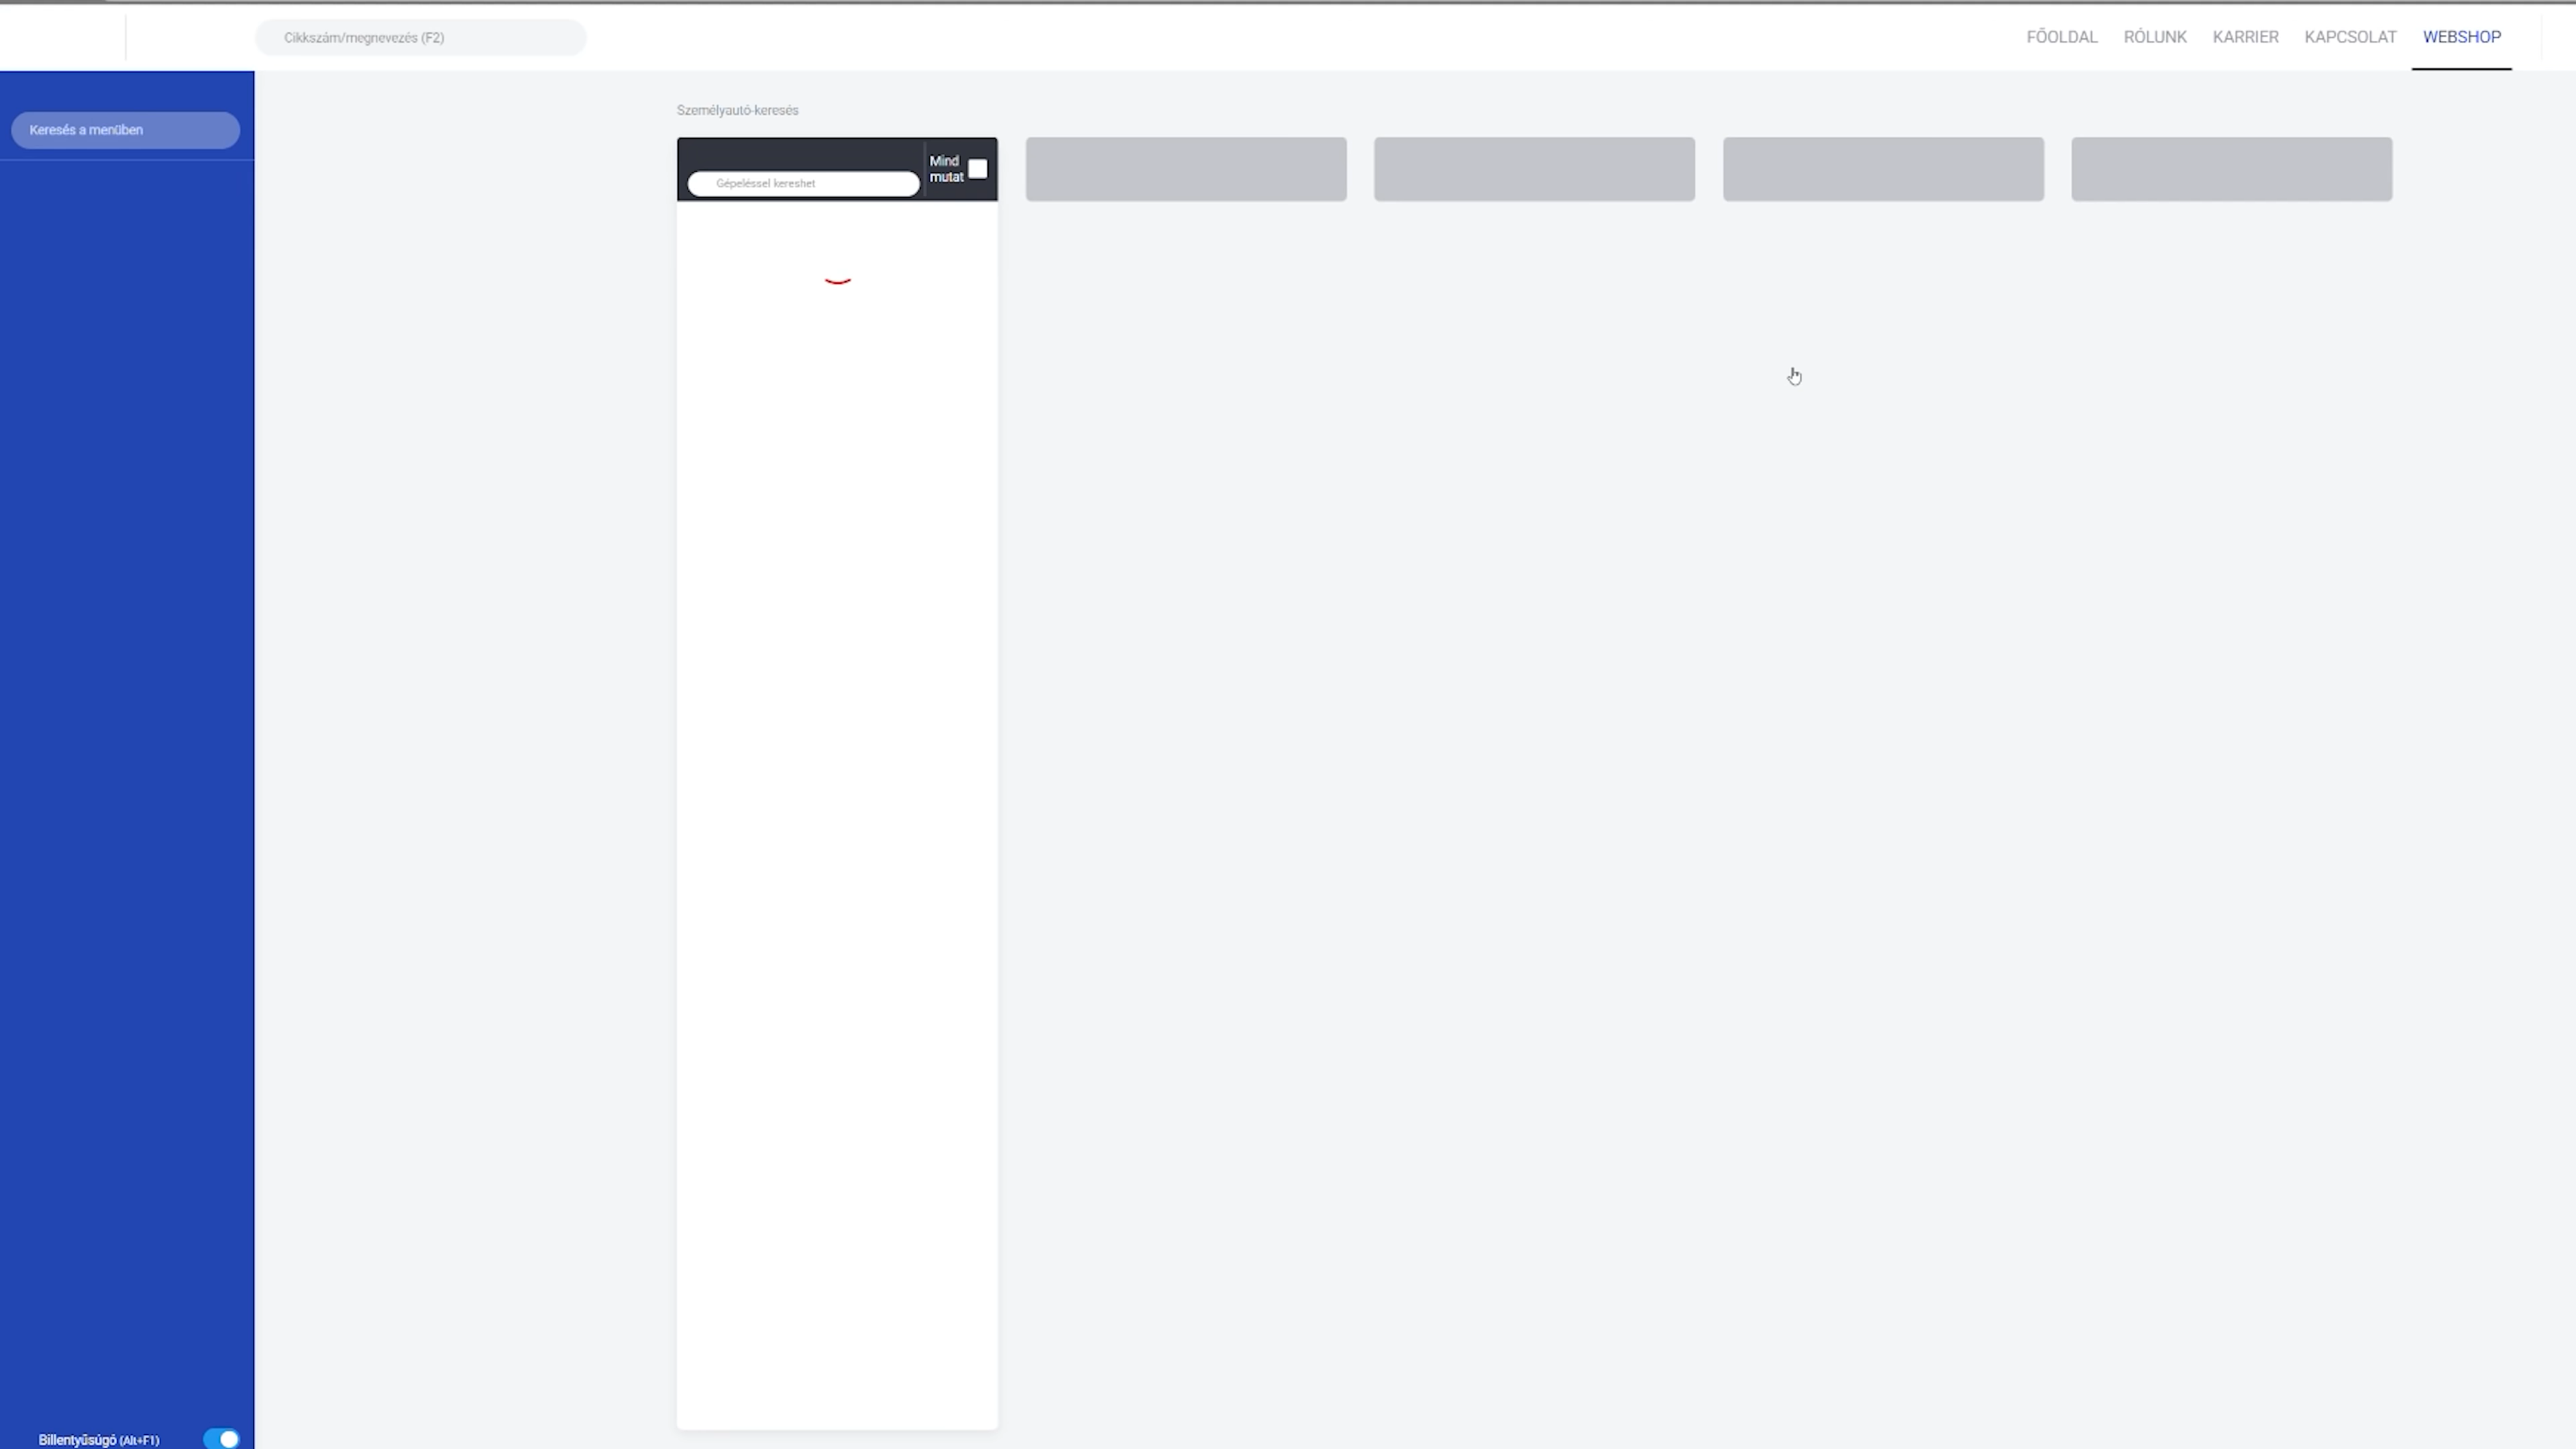 Cikkszám/megnevezés (F2)
FŐOLDAL RÓLUNK KARRIER KAPCSOLAT WEBSHOP
Keresés a menüben
Személyautó-keresés
Mind
mutat
Gépeléssel kereshet
Billentyűsúgó (Alt+F1)